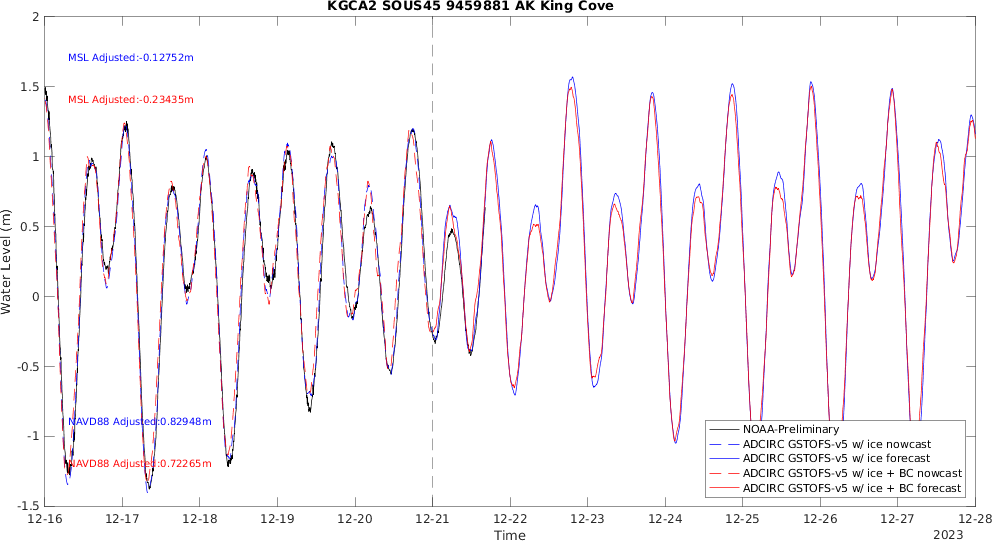 KGCA2 SOUS45 9459881 AK King Cove
Water Level (m)
2
1.5
1
0.5
0
-0.5
-1
-1.5
MSL Adjusted:-0.12752m
MSL Adjusted:-0.23435m
NAVD88 Adjusted:0.82948m
NAVD88 Adjusted:0.72265m
NOAA-Preliminary
ADCIRC GSTOFS-v5 w/ ice nowcast
ADCIRC GSTOFS-v5 w/ ice forecast
ADCIRC GSTOFS-v5 w/ ice + BC nowcast
ADCIRC GSTOFS-v5 w/ ice + BC forecast
12-16 12-17 12-18 12-19 12-20 12-21 12-22 12-23 12-24 12-25 12-26 12-27 12-28
Time
2023